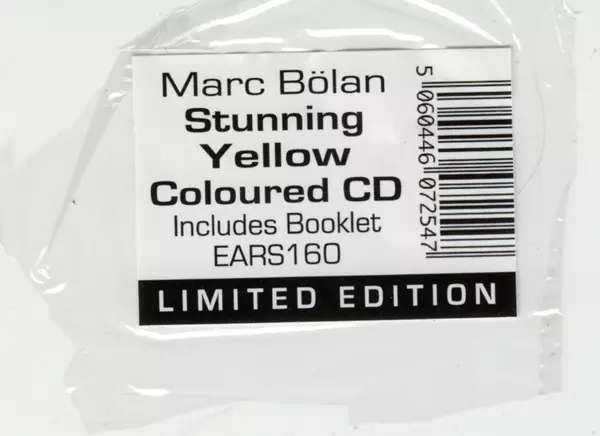 Marc Bölan
Stunning
Yellow
Coloured CD
Includes Booklet
EARS160
LIMITED EDITION
5 060446 072547